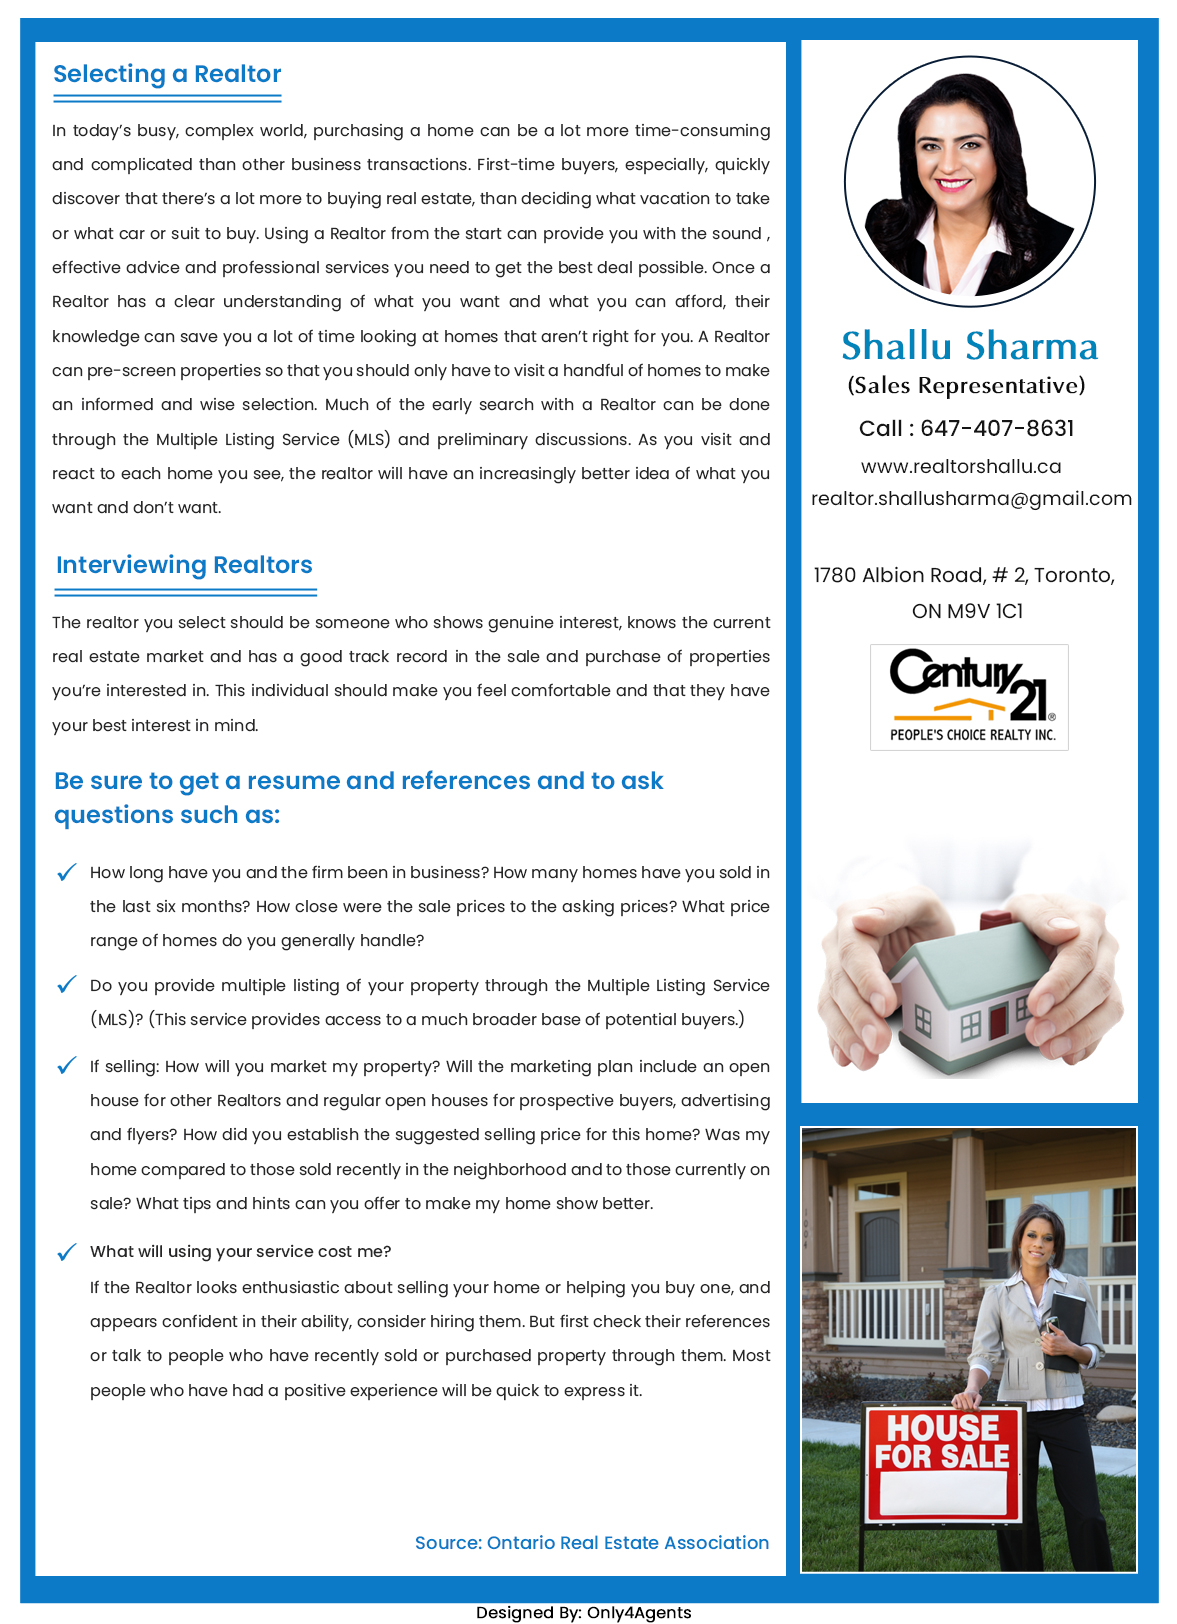 Selecting a Realtor
In today’s busy, complex world, purchasing a home can be a lot more time-consuming
and complicated than other business transactions. First-time buyers, especially, quickly
discover that there’s a lot more to buying real estate, than deciding what vacation to take
or what car or suit to buy. Using a Realtor from the start can provide you with the sound ,
effective advice and professional services you need to get the best deal possible. Once a
Realtor has a clear understanding of what you want and what you can afford, their
knowledge can save you a lot of time looking at homes that aren’t right for you. A Realtor
can pre-screen properties so that you should only have to visit a handful of homes to make
an informed and wise selection. Much of the early search with a Realtor can be done
through the Multiple Listing Service (MLS) and preliminary discussions. As you visit and
react to each home you see, the realtor will have an increasingly better idea of what you
want and don’t want.
Interviewing Realtors
The realtor you select should be someone who shows genuine interest, knows the current
real estate market and has a good track record in the sale and purchase of properties
you’re interested in. This individual should make you feel comfortable and that they have
your best interest in mind.
Be sure to get a resume and references and to ask
questions such as:
How long have you and the firm been in business? How many homes have you sold in
the last six months? How close were the sale prices to the asking prices? What price
range of homes do you generally handle?
Do you provide multiple listing of your property through the Multiple Listing Service
(MLS)? (This service provides access to a much broader base of potential buyers.)
If selling: How will you market my property? Will the marketing plan include an open
house for other Realtors and regular open houses for prospective buyers, advertising
and flyers? How did you establish the suggested selling price for this home? Was my
home compared to those sold recently in the neighborhood and to those currently on
sale? What tips and hints can you offer to make my home show better.
What will using your service cost me?
If the Realtor looks enthusiastic about selling your home or helping you buy one, and
appears confident in their ability, consider hiring them. But first check their references
or talk to people who have recently sold or purchased property through them. Most
people who have had a positive experience will be quick to express it.
Source: Ontario Real Estate Association
Shallu Sharma
(Sales Representative)
Call : 647-407-8631
www.realtorshallu.ca
realtor.shallusharma@gmail.com
1780 Albion Road, # 2, Toronto,
ON M9V 1C1
Century
21®
PEOPLE'S CHOICE REALTY INC.
1004
HOUSE
FOR SALE
Designed By: Only4Agents